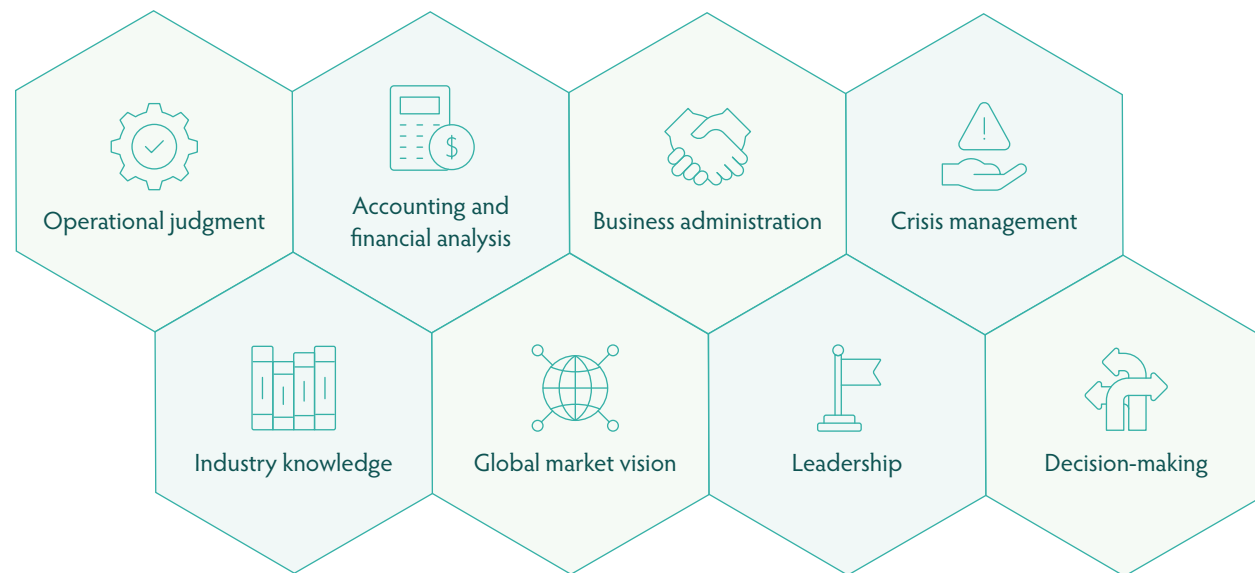 Operational judgment
Accounting and
financial analysis
$
Business administration
Crisis management
Industry knowledge
Global market vision
Leadership
Decision-making